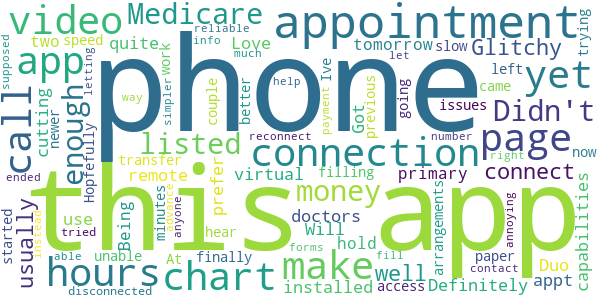 video
Medicare
appointment
supposed
two
speed
quite
Love
info
reliable
much
work
tomorrow
slow
let
trying
app
cutting
newer
letting
Hopfefully
call
enough
phone
yet
Glitchy
left
issues
came
going
Ive
payment
help
couple
way
simpler
better
Got
previous
Didn't
page
number
reconnect
listed
connection
connect
right
now
usually
this app
transfer
remote
virtual
money
filling
primary
capabilities
prefer
advance
anyone
instead
started
use
Being
minutes
hear
doctors
Will
hold
arrangements
paper
annoying
ended
tried
able
unable
finally
At
forms
make
well
access
Duo
fill
contact
hours
chart
installed
Definitely
appt
disconnected